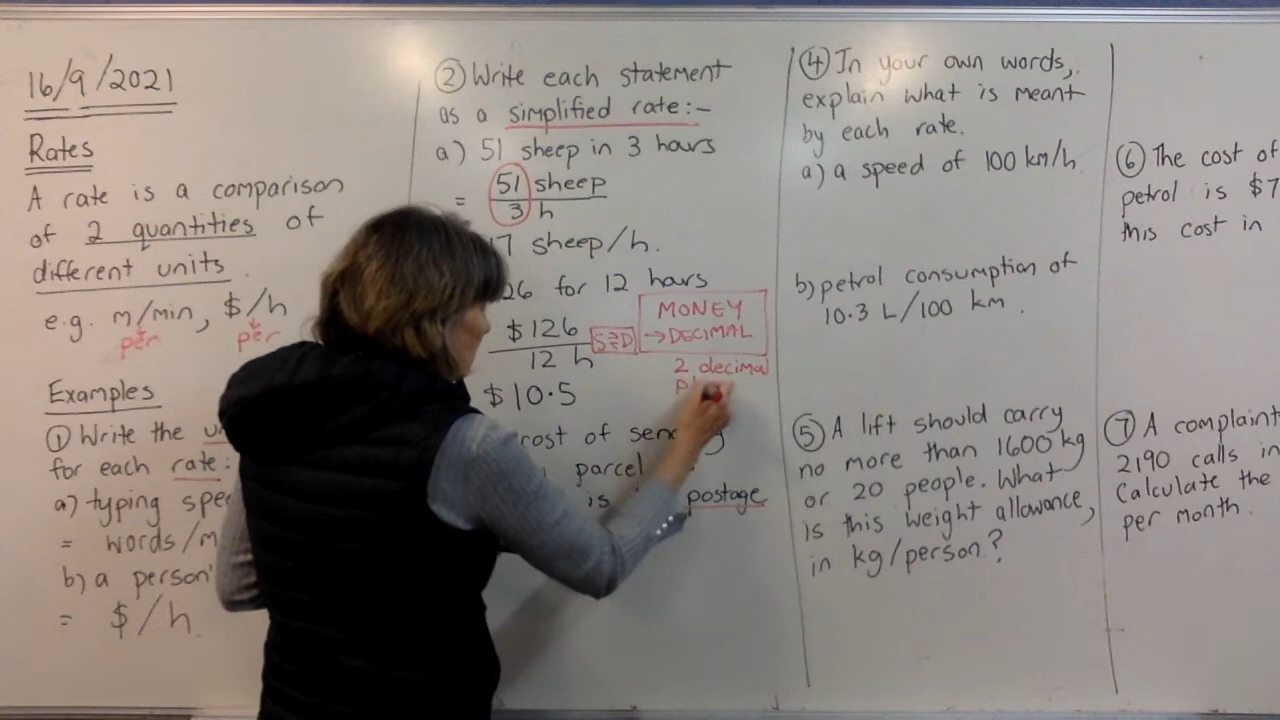 16/9/2021
Rates
A rate is a comparison
of 2 quantities of
different units.
e.g. m/min, $/h
per per
Examples
① Write the
for each rate:
a) typing
= words/
b) a person'
= $/h.
② Write each statement
as a simplified rate:-
a) 51 sheep in 3 hours
= 51 sheep
3 h
sheep/h.
for 12 hours
$126
12 h
S⇄D
MONEY
→DECIMAL
2 decimal
$10.5
cost of
parcel
is
postage
④ In your own words,
explain what is meant
by each rate.
a) a speed of 100 km/h.
b) petrol consumption of
10.3 L/100 km.
⑤ A lift should carry
no more than 1600 kg
or 20 people. What
is this weight allowance,
in kg/person?
⑥ The cost of
petrol is $7
this cost in
⑦ A complaint
2190 calls in
Calculate the
per month.